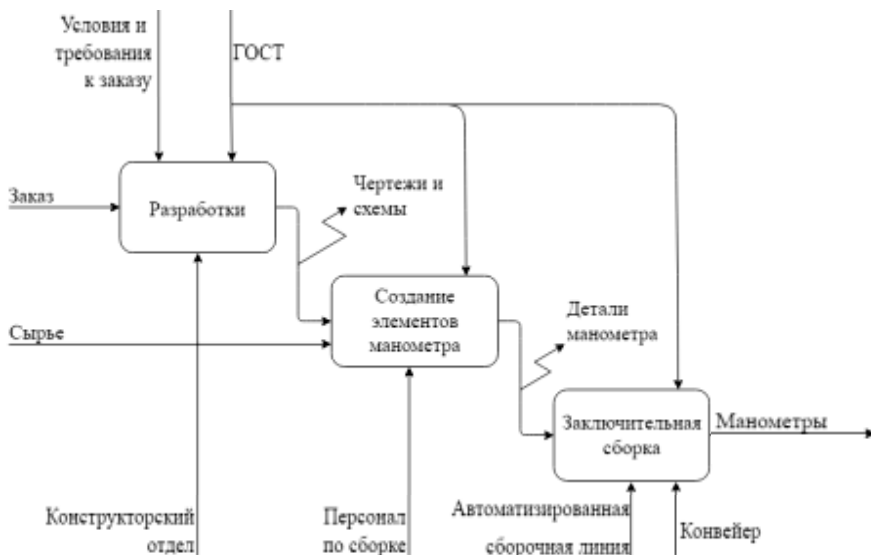 Условия и
требования
к заказу
ГОСТ
Заказ
Разработки
Чертежи и
схемы
Создание
элементов
манометра
Сырье
Детали
манометра
Заключительная
сборка
Манометры
Конструкторский
отдел
Персонал
по сборке
Автоматизированная
сборочная линия
Конвейер